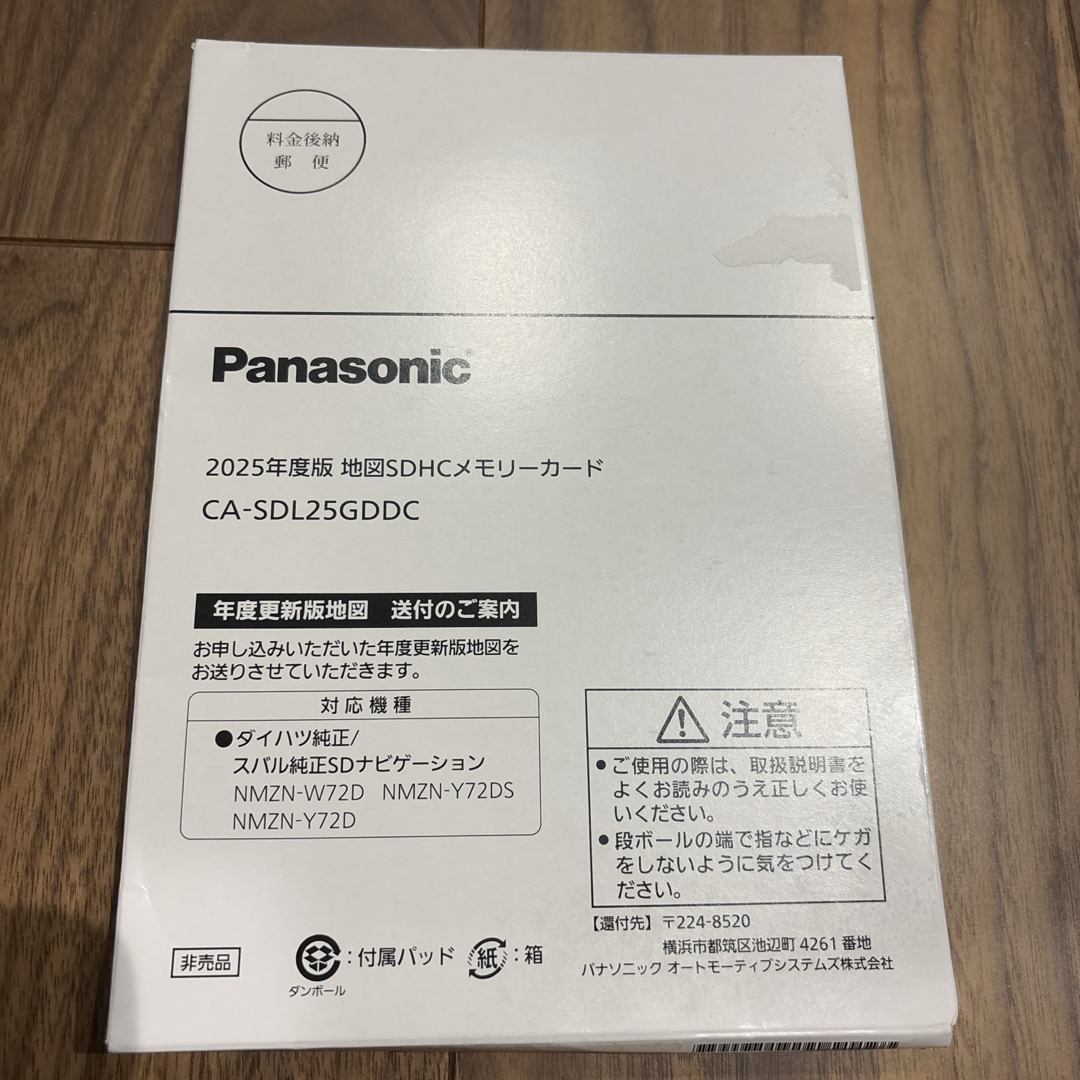 料金後納
郵 便
Panasonic®
2025年度版 地図SDHCメモリーカード
CA-SDL25GDDC
年度更新版地図 送付のご案内
お申し込みいただいた年度更新版地図を
お送りさせていただきます。
対応機種
●ダイハツ純正/
スバル純正SDナビゲーション
NMZN-W72D NMZN-Y72DS
NMZN-Y72D
注意
●ご使用の際は、取扱説明書を
よくお読みのうえ正しくお使
いください。
●段ボールの端で指などにケガ
をしないように気をつけてく
ださい。
【還付先】〒224-8520
横浜市都筑区池辺町 4261 番地
パナソニック オートモーティブシステムズ株式会社
非売品
:付属パッド
ダンボール
紙:箱